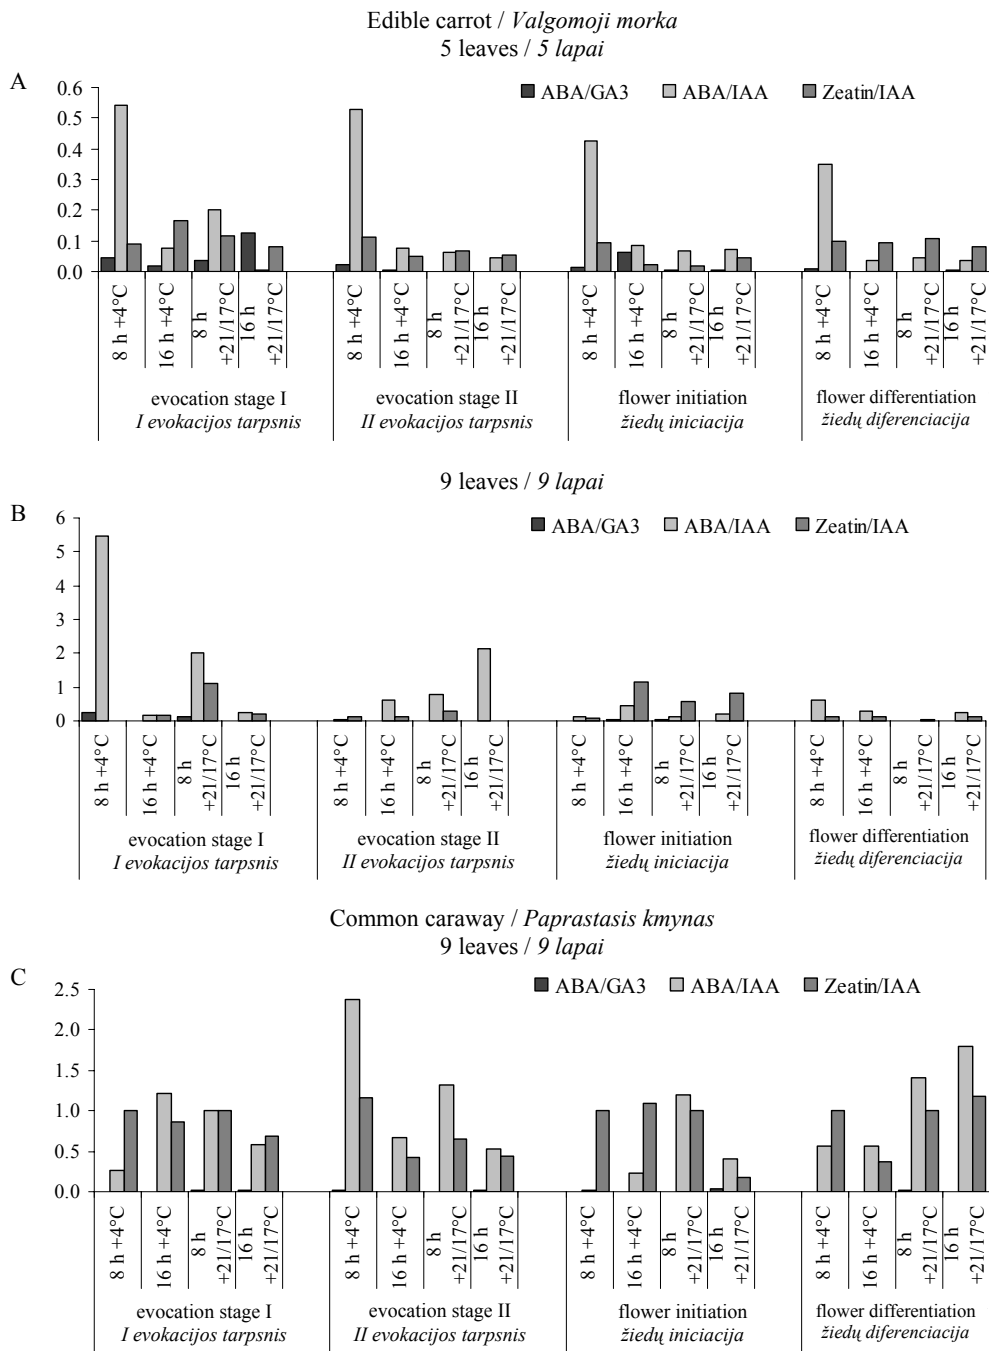 Edible carrot / Valgomoji morka
5 leaves / 5 lapai
A
ABA/GA3 ABA/IAA Zeatin/IAA
0.6
0.5
0.4
0.3
0.2
0.1
0.0
8 h +4°C
16 h +4°C
8 h
+21/17°C
16 h
+21/17°C
8 h +4°C
16 h +4°C
8 h
+21/17°C
16 h
+21/17°C
8 h +4°C
16 h +4°C
8 h
+21/17°C
16 h
+21/17°C
8 h +4°C
16 h +4°C
8 h
+21/17°C
16 h
+21/17°C
evocation stage I
I evokacijos tarpsnis
evocation stage II
II evokacijos tarpsnis
flower initiation
žiedų iniciacija
flower differentiation
žiedų diferenciacija
9 leaves / 9 lapai
B
ABA/GA3 ABA/IAA Zeatin/IAA
6
5
4
3
2
1
0
8 h +4°C
16 h +4°C
8 h
+21/17°C
16 h
+21/17°C
8 h +4°C
16 h +4°C
8 h
+21/17°C
16 h
+21/17°C
8 h +4°C
16 h +4°C
8 h
+21/17°C
16 h
+21/17°C
8 h +4°C
16 h +4°C
8 h
+21/17°C
16 h
+21/17°C
evocation stage I
I evokacijos tarpsnis
evocation stage II
II evokacijos tarpsnis
flower initiation
žiedų iniciacija
flower differentiation
žiedų diferenciacija
Common caraway / Paprastasis kmynas
9 leaves / 9 lapai
C
ABA/GA3 ABA/IAA Zeatin/IAA
2.5
2.0
1.5
1.0
0.5
0.0
8 h +4°C
16 h +4°C
8 h
+21/17°C
16 h
+21/17°C
8 h +4°C
16 h +4°C
8 h
+21/17°C
16 h
+21/17°C
8 h +4°C
16 h +4°C
8 h
+21/17°C
16 h
+21/17°C
8 h +4°C
16 h +4°C
8 h
+21/17°C
16 h
+21/17°C
evocation stage I
I evokacijos tarpsnis
evocation stage II
II evokacijos tarpsnis
flower initiation
žiedų iniciacija
flower differentiation
žiedų diferenciacija